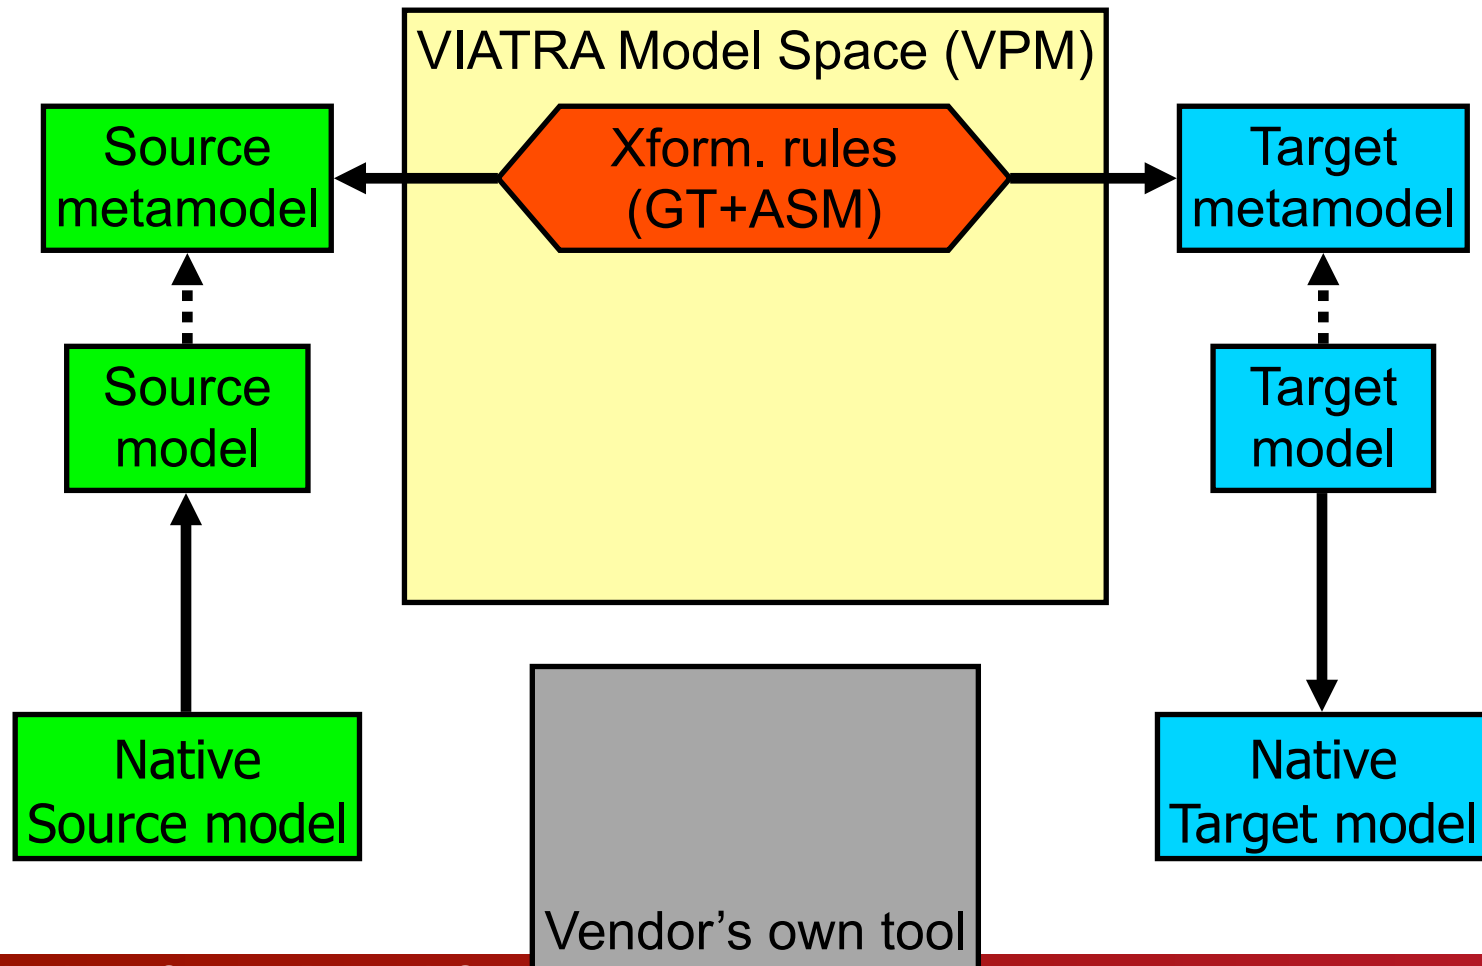 VIATRA Model Space (VPM)
Source
metamodel
Xform. rules
(GT+ASM)
Target
metamodel
Source
model
Target
model
Native
Source model
Native
Target model
Vendor’s own tool